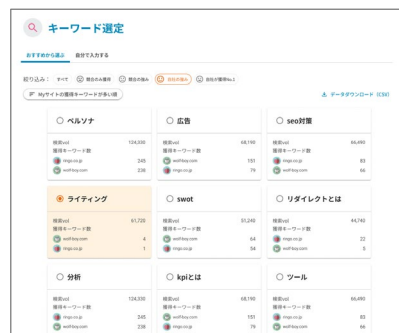 キーワード選定
おすすめから選ぶ 自分で入力する
絞り込み： すべて 競合のみ獲得 競合の強み 自社の強み 自社が獲得No.1
Myサイトの獲得キーワードが多い順 データダウンロード (CSV)
ペルソナ 広告 seo対策
検索vol 124,330 検索vol 68,190 検索vol 66,490
獲得キーワード数 獲得キーワード数 獲得キーワード数
ringo.co.jp 245 wolf-boy.com 151 ringo.co.jp 83
wolf-boy.com 238 ringo.co.jp 79 wolf-boy.com 66
ライティング swot リダイレクトとは
検索vol 61,720 検索vol 51,240 検索vol 44,740
獲得キーワード数 獲得キーワード数 獲得キーワード数
wolf-boy.com 4 wolf-boy.com 64 ringo.co.jp 22
ringo.co.jp 1 ringo.co.jp 54 wolf-boy.com 5
分析 kpiとは ツール
検索vol 124,330 検索vol 68,190 検索vol 66,490
獲得キーワード数 獲得キーワード数 獲得キーワード数
ringo.co.jp 245 wolf-boy.com 151 ringo.co.jp 83
wolf-boy.com 238 ringo.co.jp 79 wolf-boy.com 66